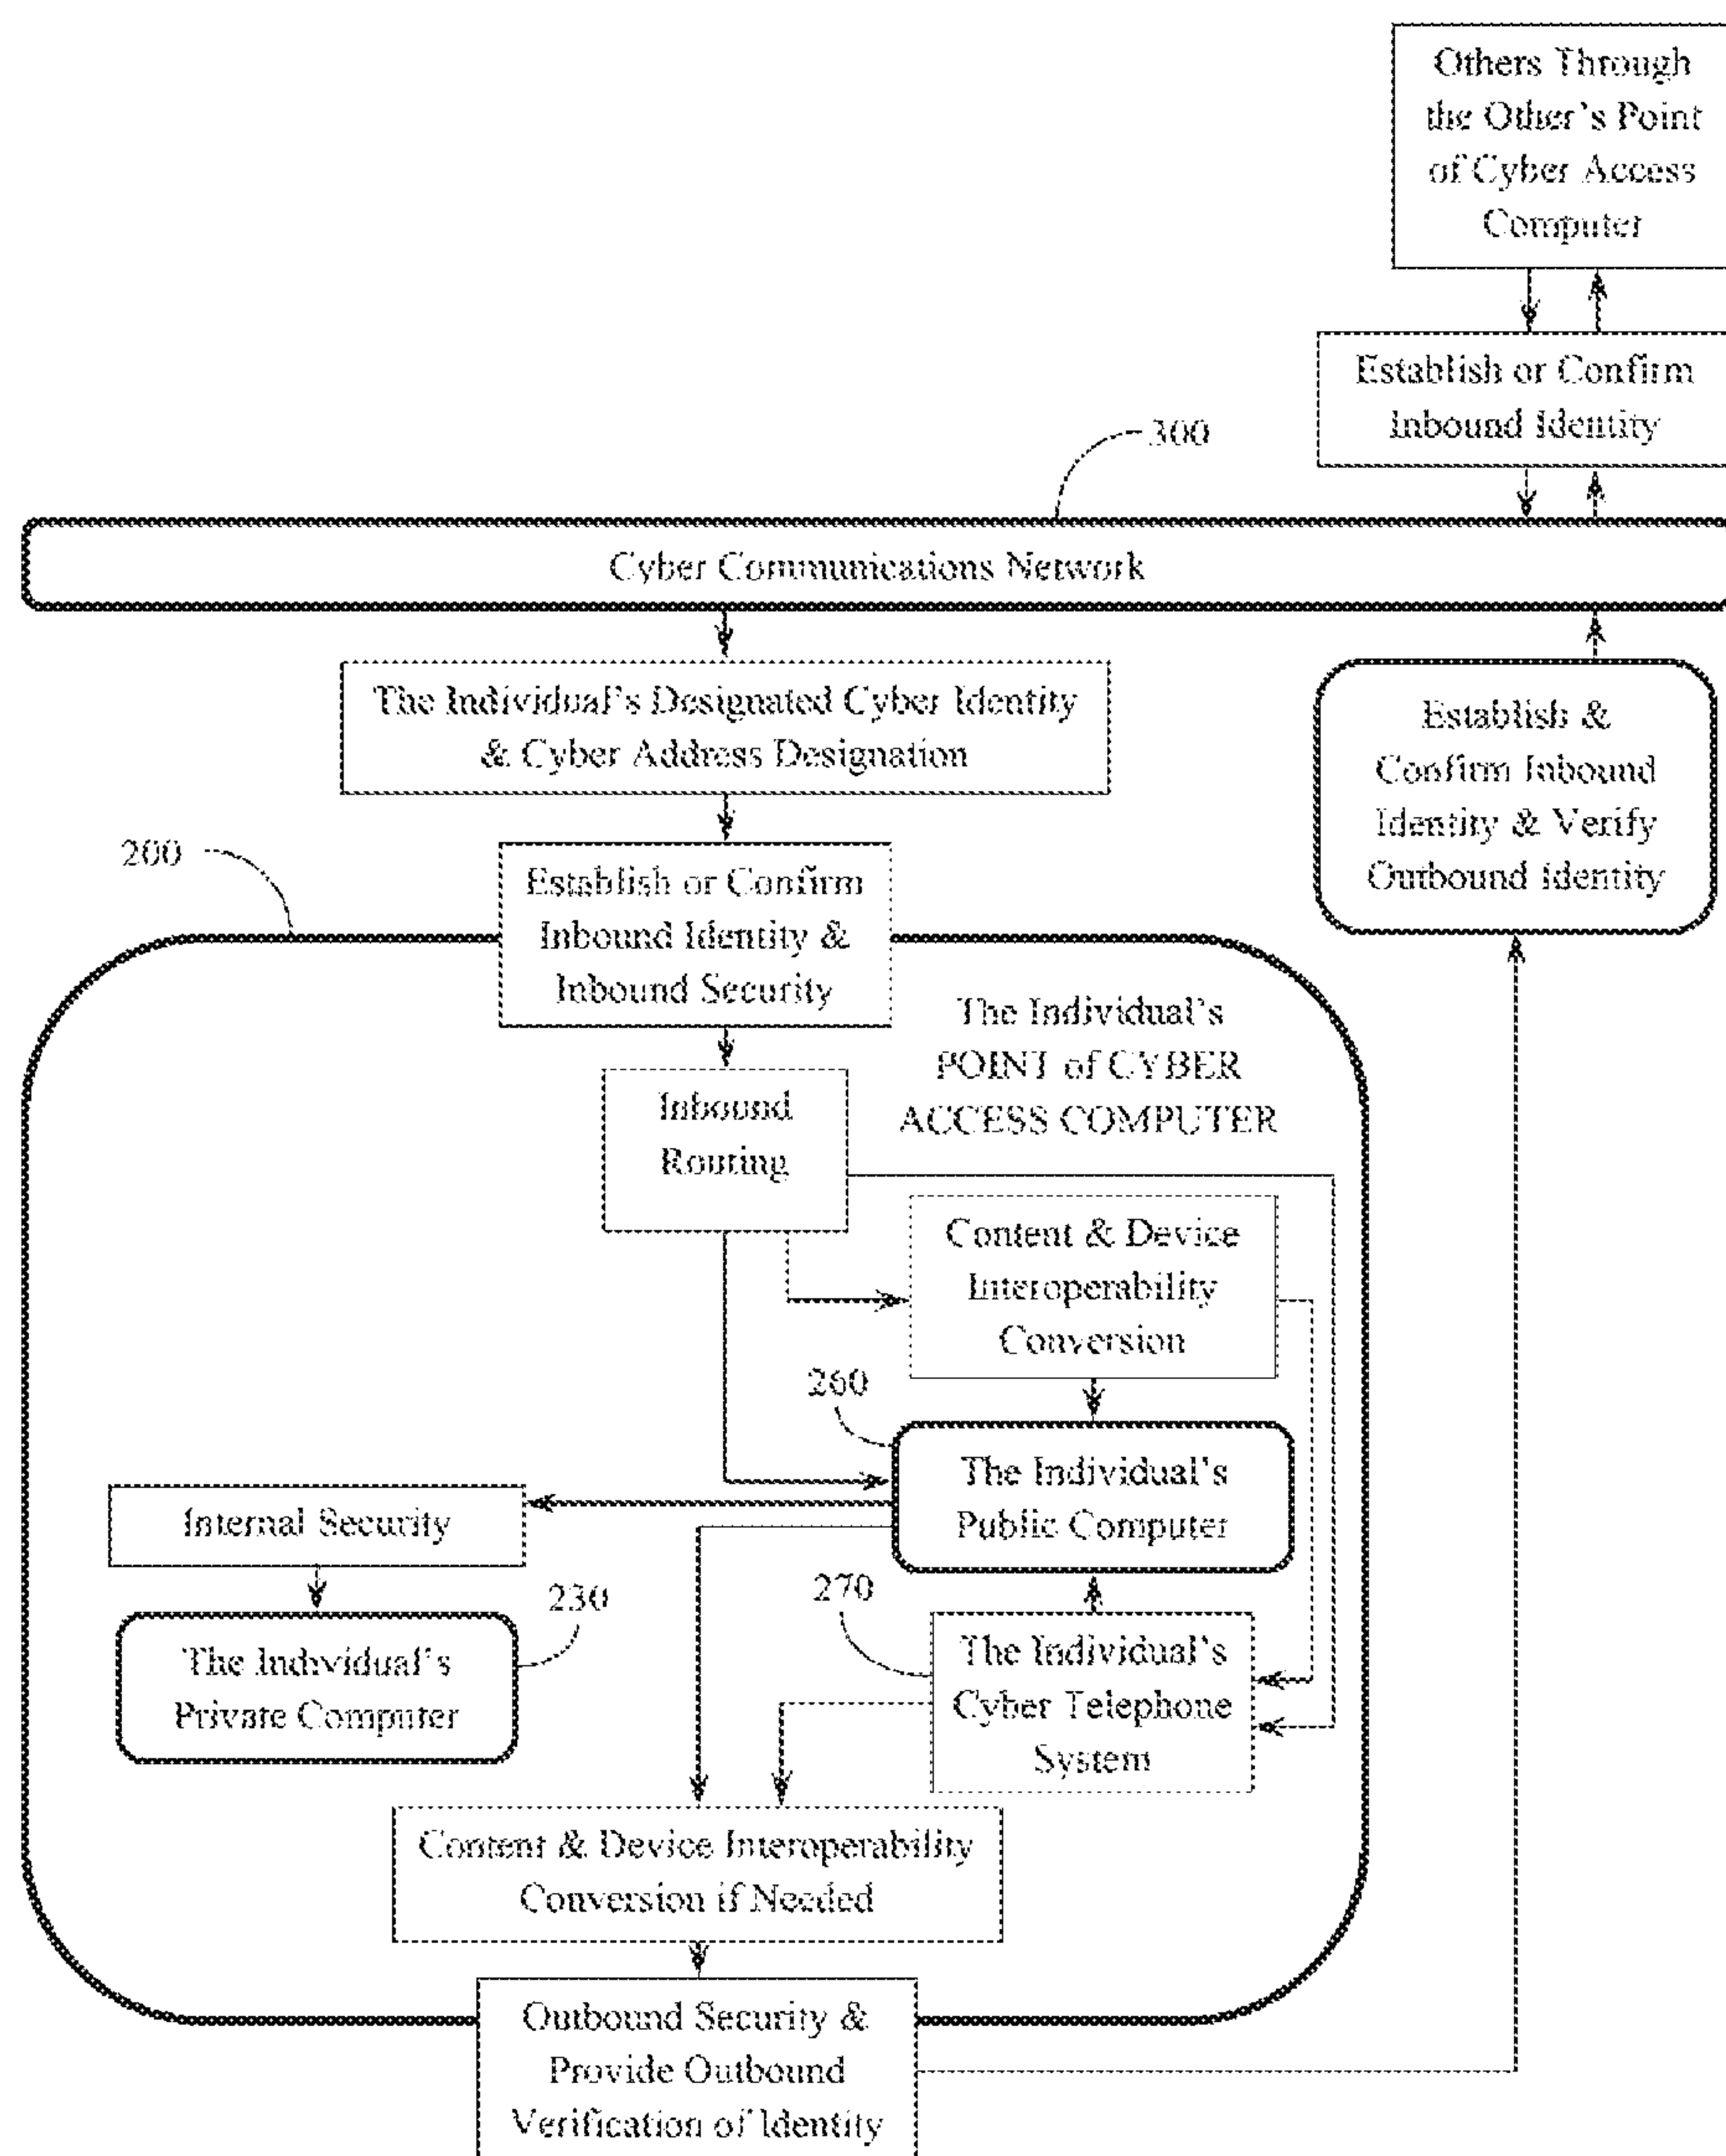 Others Through
the Other's Point
of Cyber Access
Computer
Establish or Confirm
Inbound Identity
300
Cyber Communications Network
The Individual's Designated Cyber Identity
& Cyber Address Designation
Establish &
Confirm Inbound
Identity & Verify
Outbound Identity
200
Establish or Confirm
Inbound Identity &
Inbound Security
The Individual's
POINT of CYBER
ACCESS COMPUTER
Inbound
Routing
Content & Device
Interoperability
Conversion
260
The Individual's
Public Computer
Internal Security
230
The Individual's
Private Computer
270
The Individual's
Cyber Telephone
System
Content & Device Interoperability
Conversion if Needed
Outbound Security &
Provide Outbound
Verification of Identity